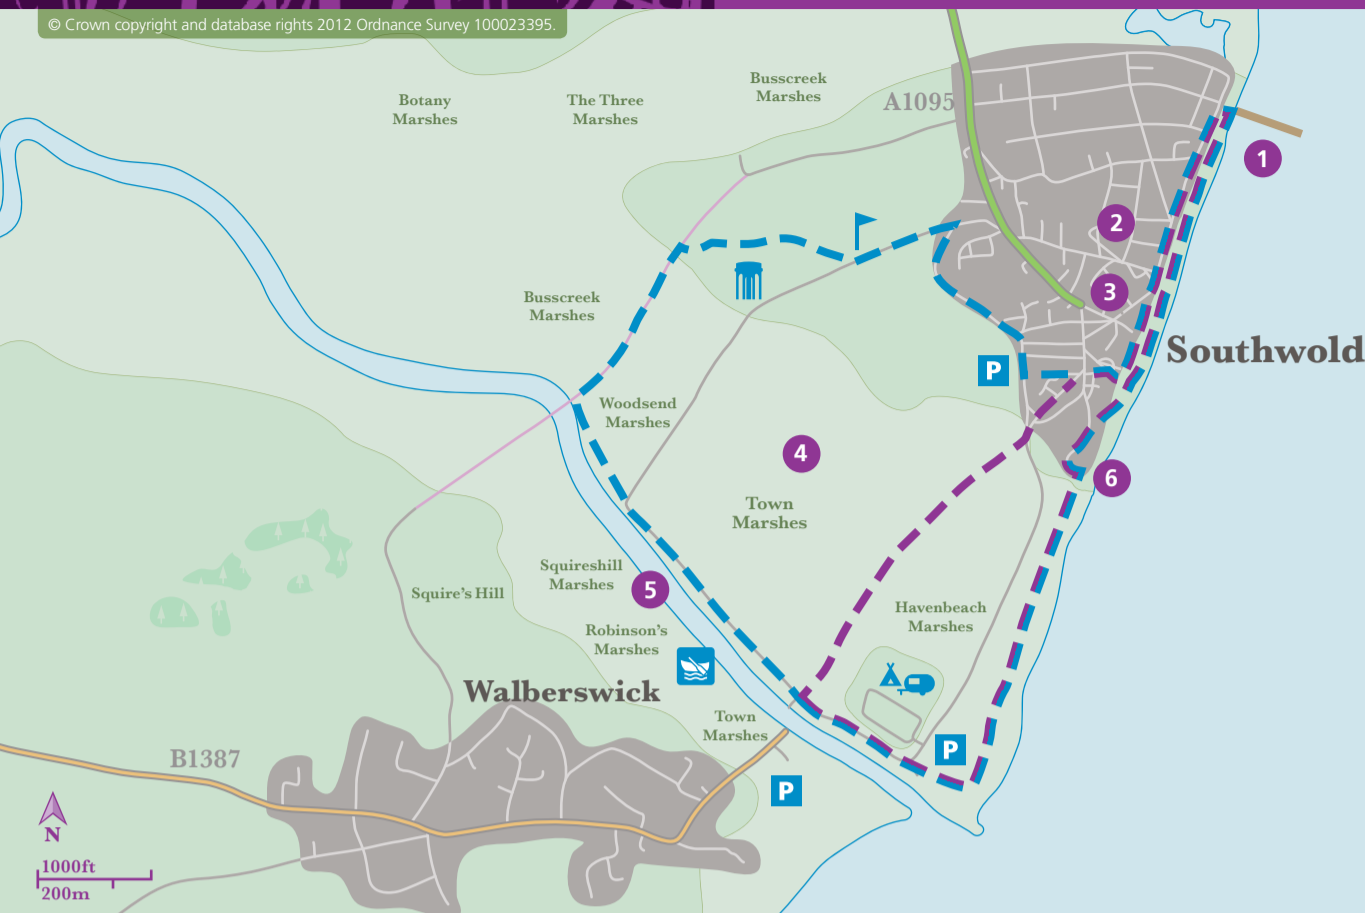 © Crown copyright and database rights 2012 Ordnance Survey 100023395.
Busscreek
Marshes
Botany
Marshes
The Three
Marshes
A1095
1
2
3
Busscreek
Marshes
Southwold
P
Woodsend
Marshes
4
6
Town
Marshes
Squireshill
Marshes
5
Squire's Hill
Havenbeach
Marshes
Robinson's
Marshes
Walberswick
Town
Marshes
P
B1387
P
N
1000ft
200m